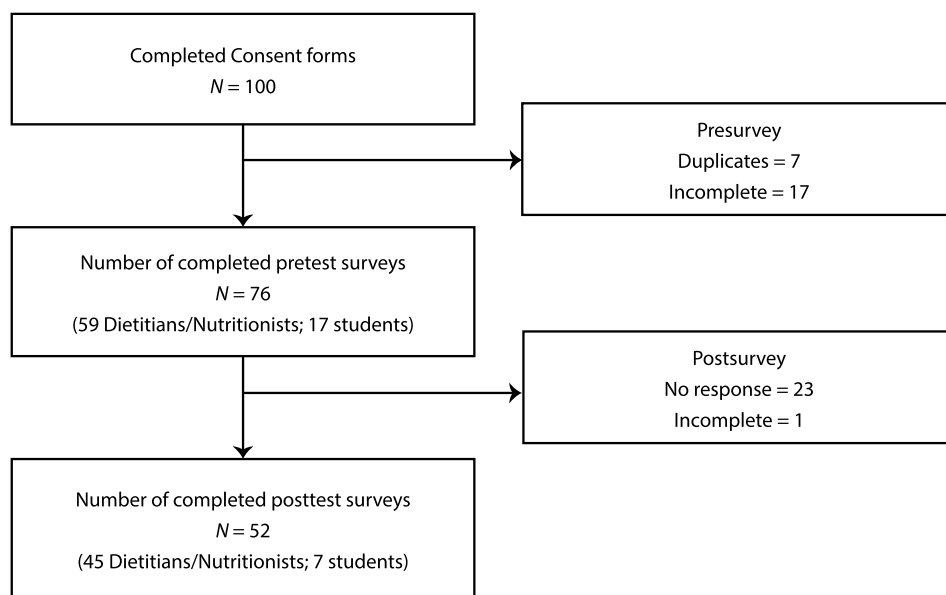 Completed Consent forms
N = 100
Presurvey
Duplicates = 7
Incomplete = 17
Number of completed pretest surveys
N = 76
(59 Dietitians/Nutritionists; 17 students)
Postsurvey
No response = 23
Incomplete = 1
Number of completed posttest surveys
N = 52
(45 Dietitians/Nutritionists; 7 students)